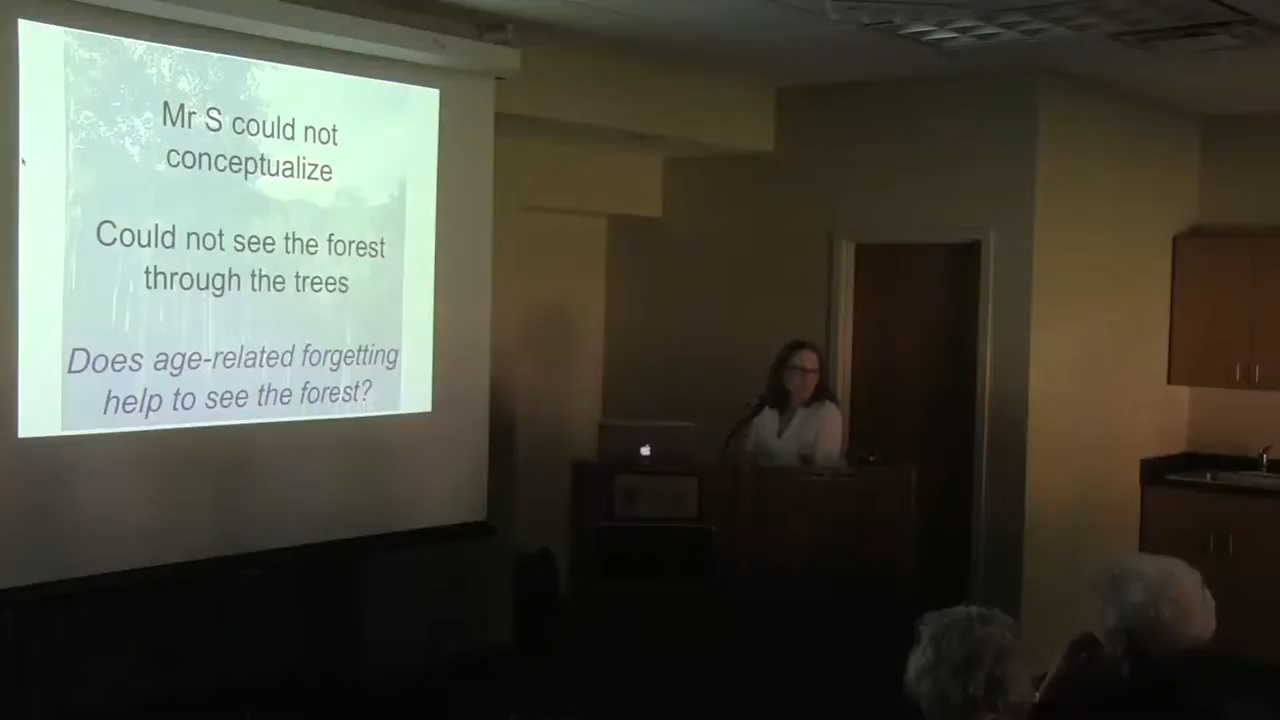 Mr S could not
conceptualize
Could not see the forest
through the trees
Does age-related forgetting
help to see the forest?